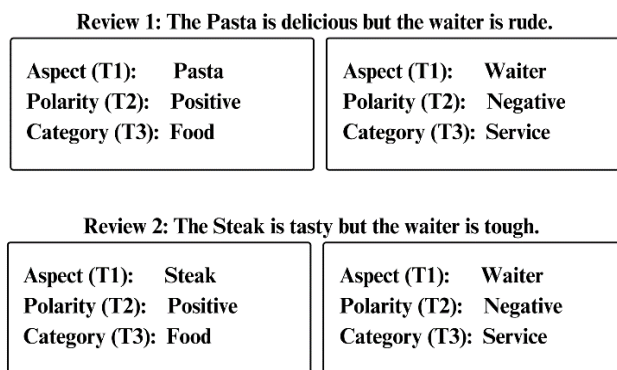 Review 1: The Pasta is delicious but the waiter is rude.
Aspect (T1): Pasta
Polarity (T2): Positive
Category (T3): Food
Aspect (T1): Waiter
Polarity (T2): Negative
Category (T3): Service
Review 2: The Steak is tasty but the waiter is tough.
Aspect (T1): Steak
Polarity (T2): Positive
Category (T3): Food
Aspect (T1): Waiter
Polarity (T2): Negative
Category (T3): Service